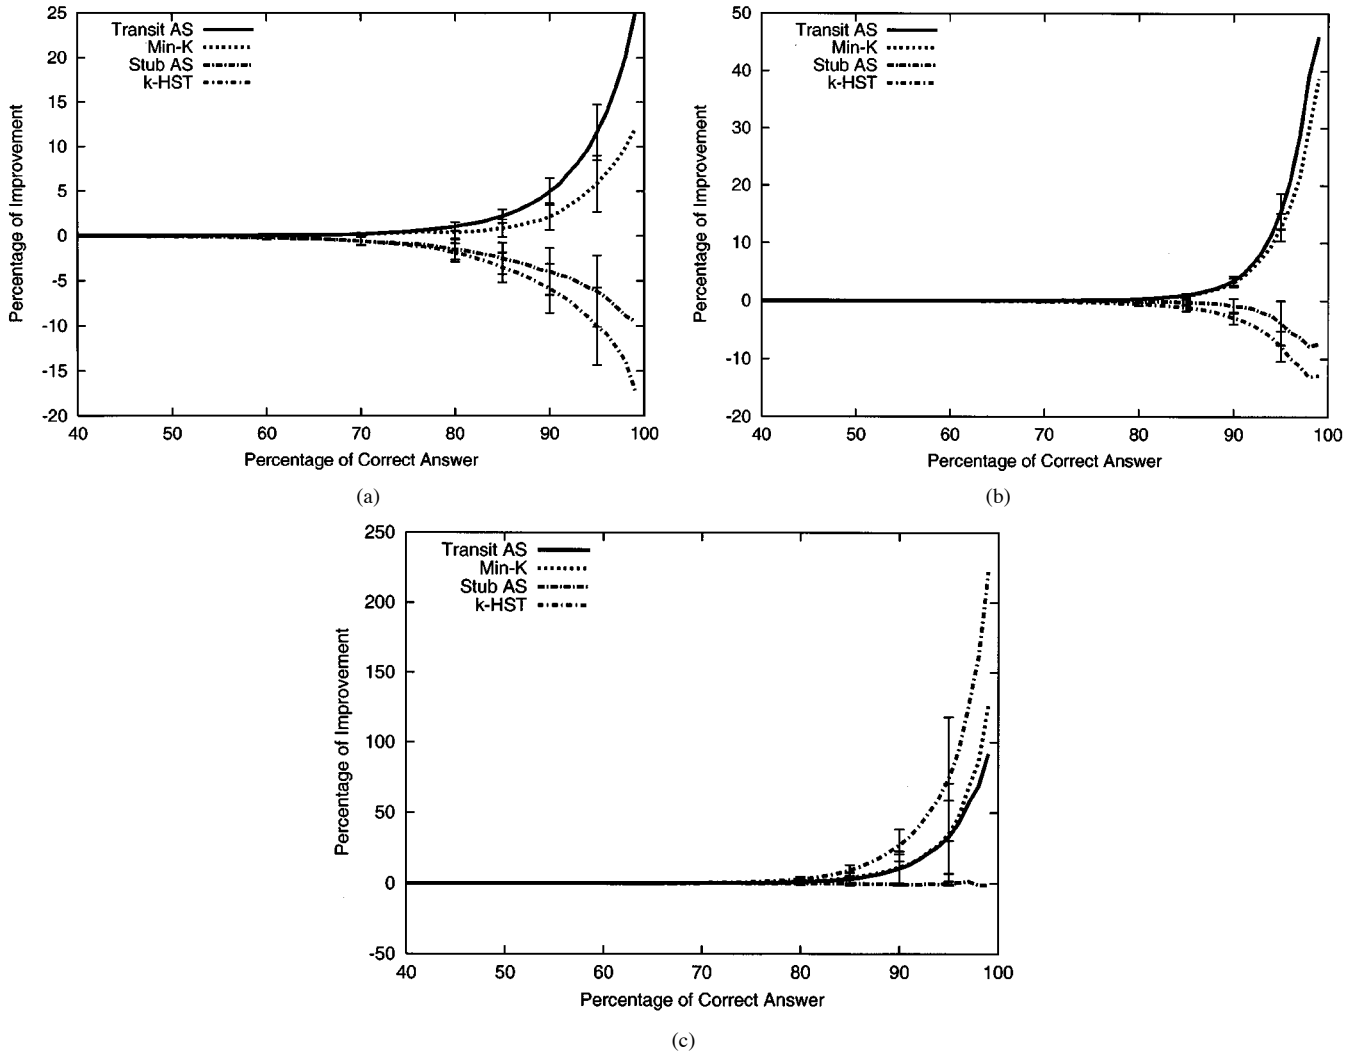 25
20
15
10
5
0
-5
-10
-15
-20
Percentage of Improvement
Transit AS
Min-K
Stub AS
k-HST
40 50 60 70 80 90 100
Percentage of Correct Answer
(a)
50
40
30
20
10
0
-10
-20
Percentage of Improvement
Transit AS
Min-K
Stub AS
k-HST
40 50 60 70 80 90 100
Percentage of Correct Answer
(b)
250
200
150
100
50
0
-50
Percentage of Improvement
Transit AS
Min-K
Stub AS
k-HST
40 50 60 70 80 90 100
Percentage of Correct Answer
(c)